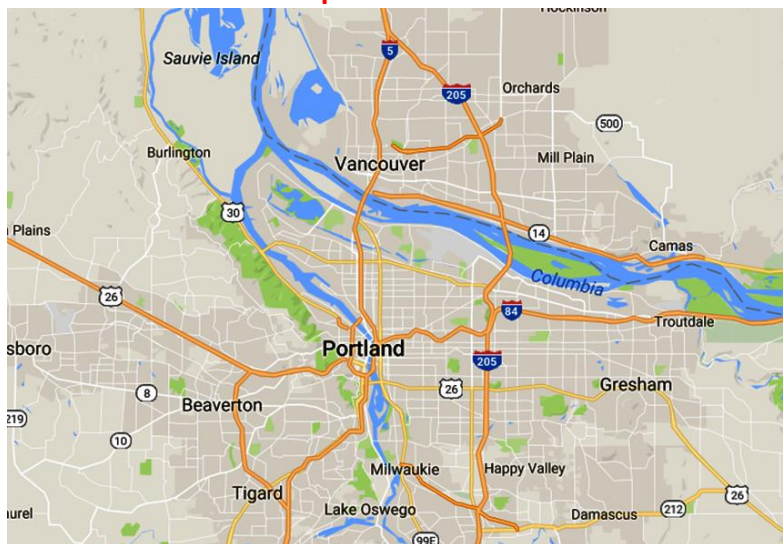 Hockinson
Sauvie Island
5
205
Orchards
500
Burlington
Vancouver
Mill Plain
30
Plains
14
Camas
Columbia
26
84
Troutdale
sboro
Portland
205
8
26
Gresham
219
Beaverton
10
Milwaukie
Happy Valley
Tigard
26
212
Lake Oswego
Damascus
urel
99E